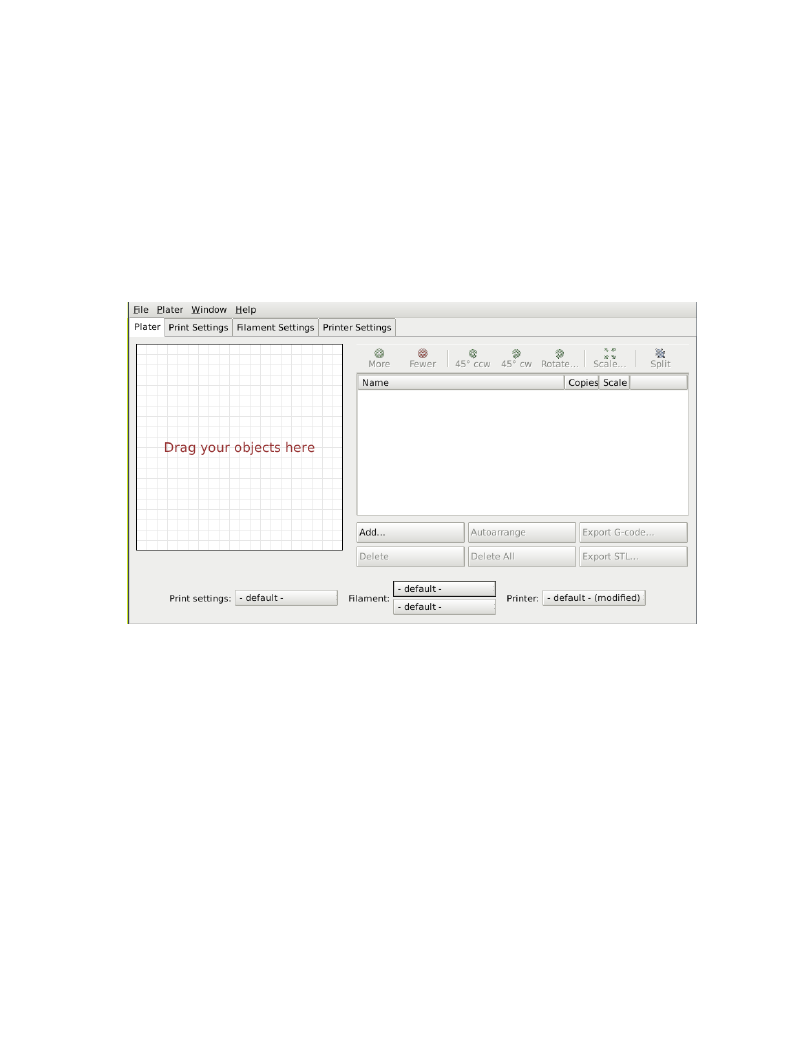 File Plater Window Help
Plater Print Settings Filament Settings Printer Settings
More Fewer 45° ccw 45° cw Rotate... Scale... Split
Name Copies Scale
Drag your objects here
Add... Autoarrange Export G-code...
Delete Delete All Export STL...
Print settings: - default - Filament: - default - Printer: - default - (modified)
- default -